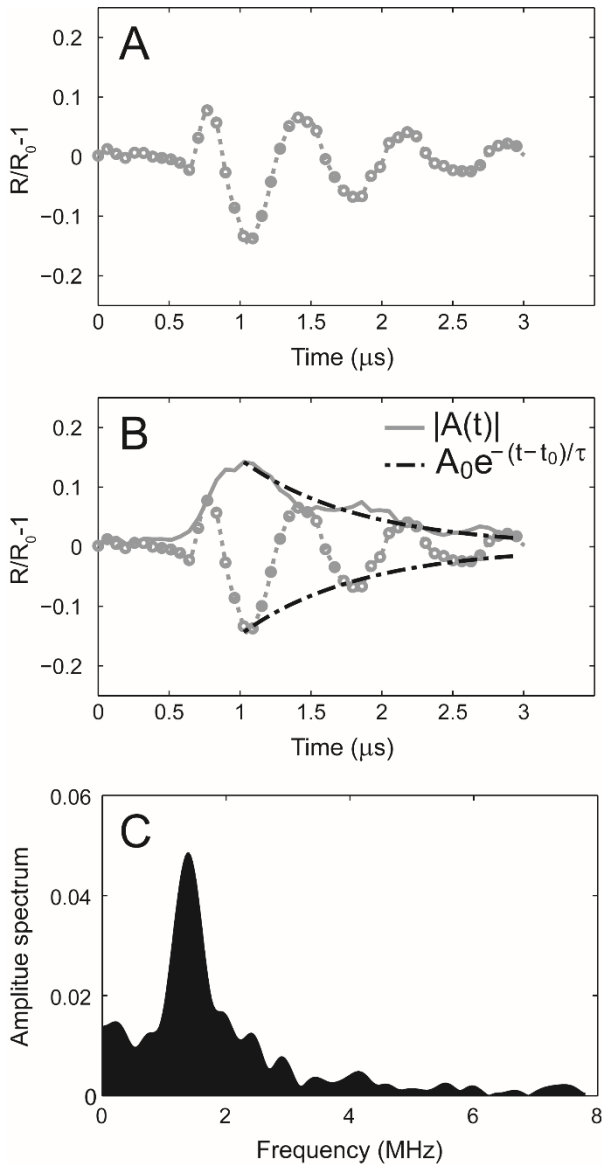 A
0.2
0.1
0
−0.1
−0.2
R/R0-1
0 0.5 1 1.5 2 2.5 3
Time (μs)
B
|A(t)|
A0e−(t−t0)/τ
0.2
0.1
0
−0.1
−0.2
R/R0-1
0 0.5 1 1.5 2 2.5 3
Time (μs)
C
0.06
0.04
0.02
0
Amplitue spectrum
0 2 4 6 8
Frequency (MHz)